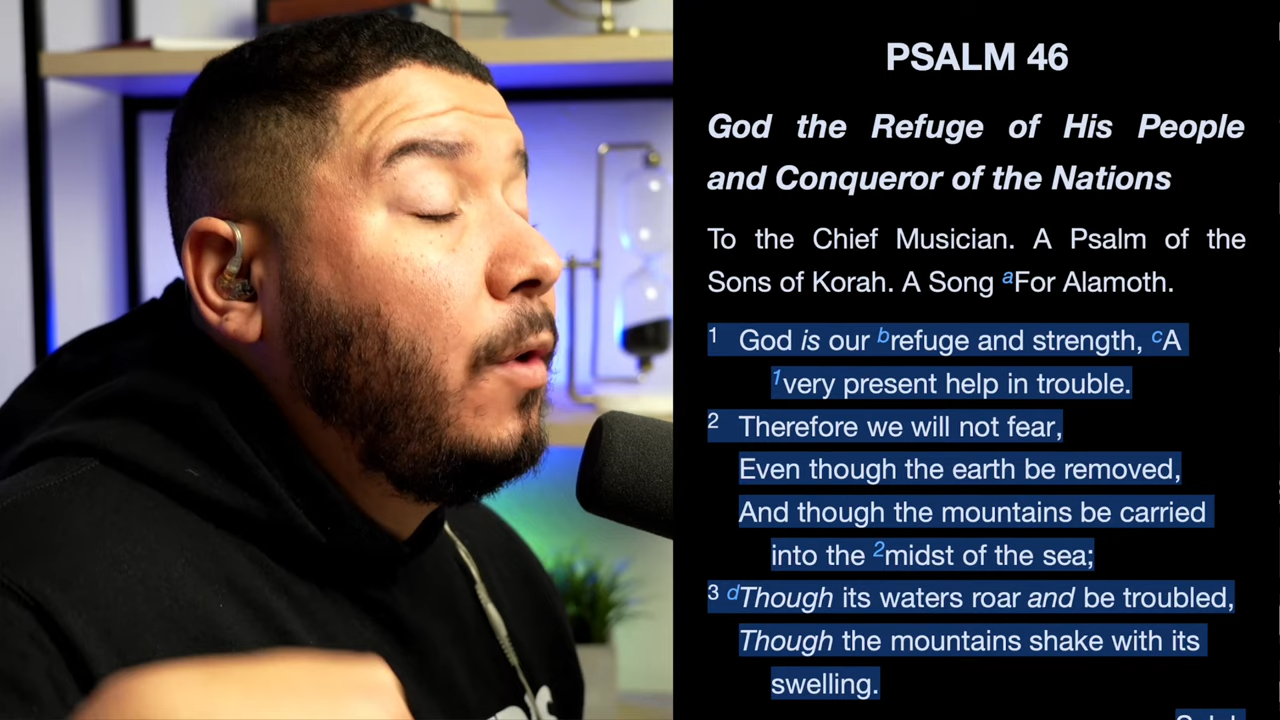 PSALM 46
God the Refuge of His People
and Conqueror of the Nations
To the Chief Musician. A Psalm of the
Sons of Korah. A Song aFor Alamoth.
1 God is our brefuge and strength, cA
1very present help in trouble.
2 Therefore we will not fear,
Even though the earth be removed,
And though the mountains be carried
into the 2midst of the sea;
3 dThough its waters roar and be troubled,
Though the mountains shake with its
swelling.